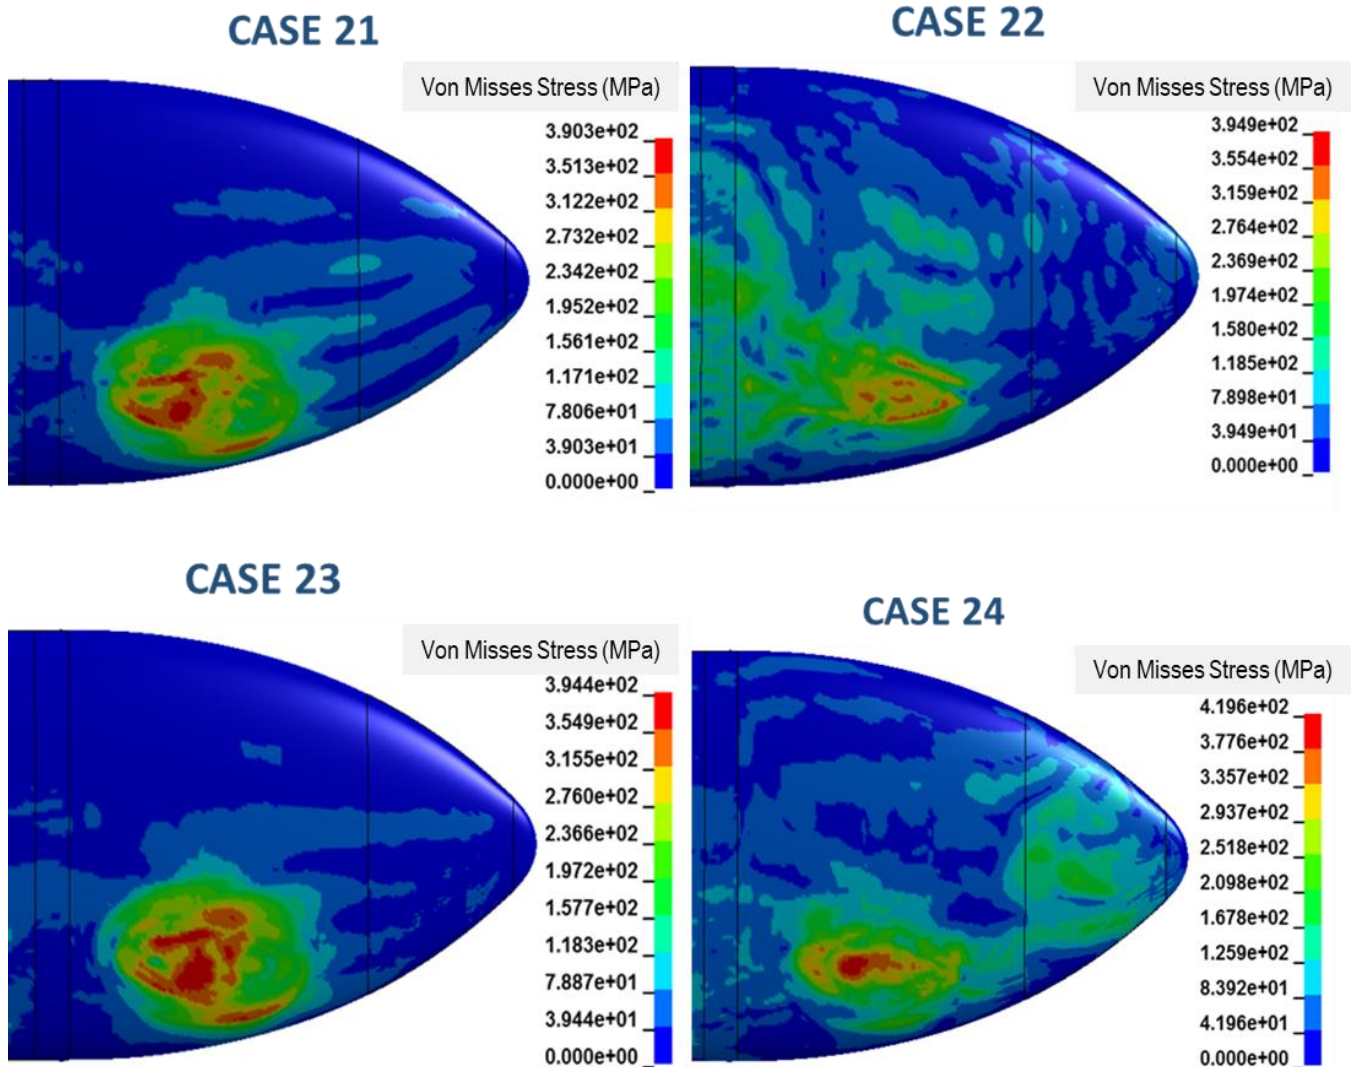 CASE 21
Von Misses Stress (MPa)
3.903e+02
3.513e+02
3.122e+02
2.732e+02
2.342e+02
1.952e+02
1.561e+02
1.171e+02
7.806e+01
3.903e+01
0.000e+00
CASE 22
Von Misses Stress (MPa)
3.949e+02
3.554e+02
3.159e+02
2.764e+02
2.369e+02
1.974e+02
1.580e+02
1.185e+02
7.898e+01
3.949e+01
0.000e+00
CASE 23
Von Misses Stress (MPa)
3.944e+02
3.549e+02
3.155e+02
2.760e+02
2.366e+02
1.972e+02
1.577e+02
1.183e+02
7.887e+01
3.944e+01
0.000e+00
CASE 24
Von Misses Stress (MPa)
4.196e+02
3.776e+02
3.357e+02
2.937e+02
2.518e+02
2.098e+02
1.678e+02
1.259e+02
8.392e+01
4.196e+01
0.000e+00